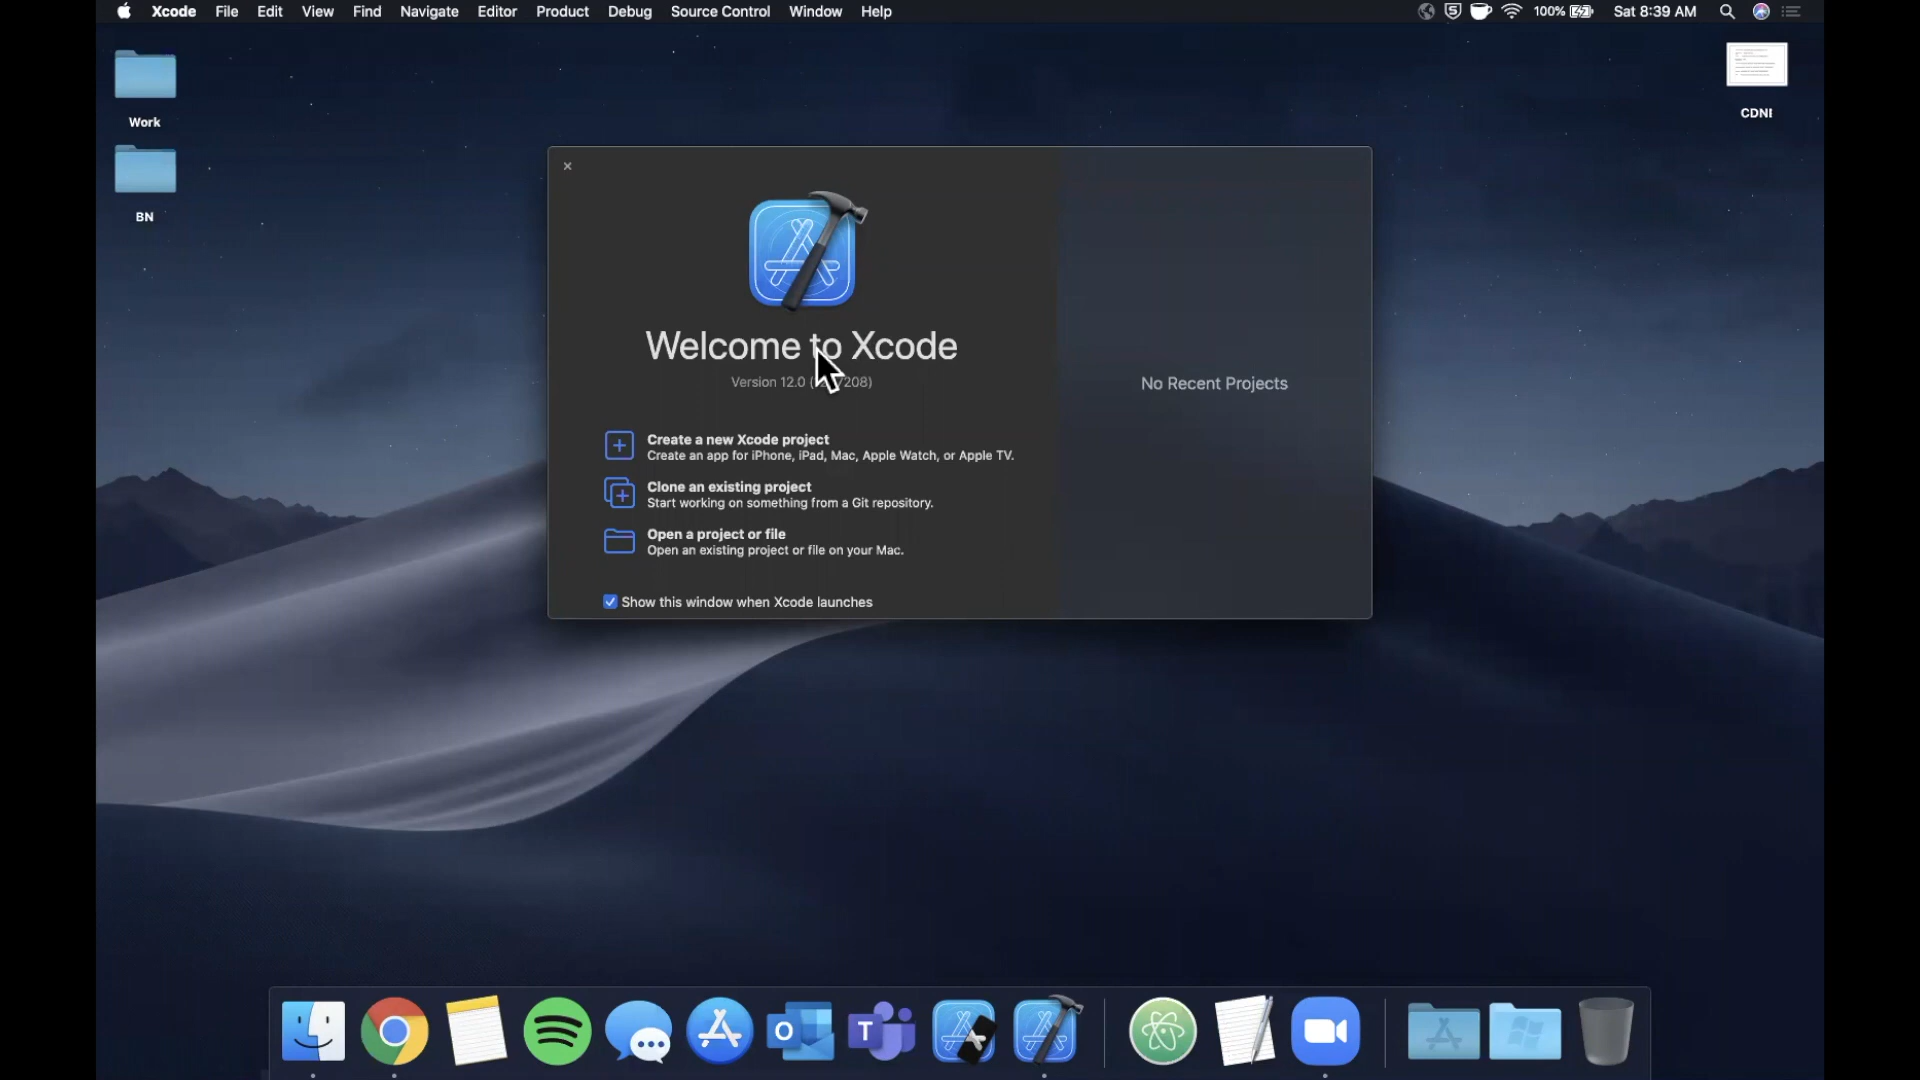 Xcode File Edit View Find Navigate Editor Product Debug Source Control Window Help
100% Sat 8:39 AM
Work
BN
CDNI
Welcome to Xcode
Version 12.0
No Recent Projects
Create a new Xcode project
Create an app for iPhone, iPad, Mac, Apple Watch, or Apple TV.
Clone an existing project
Start working on something from a Git repository.
Open a project or file
Open an existing project or file on your Mac.
Show this window when Xcode launches